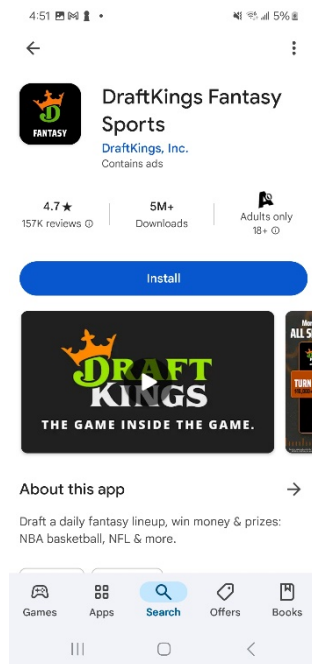 4:51
5%
DraftKings Fantasy
Sports
DraftKings, Inc.
Contains ads
FANTASY
4.7★
157K reviews
5M+
Downloads
Adults only
18+
Install
DRAFT
KINGS
THE GAME INSIDE THE GAME.
ALL S
TURN
About this app
Draft a daily fantasy lineup, win money & prizes:
NBA basketball, NFL & more.
Games
Apps
Search
Offers
Books